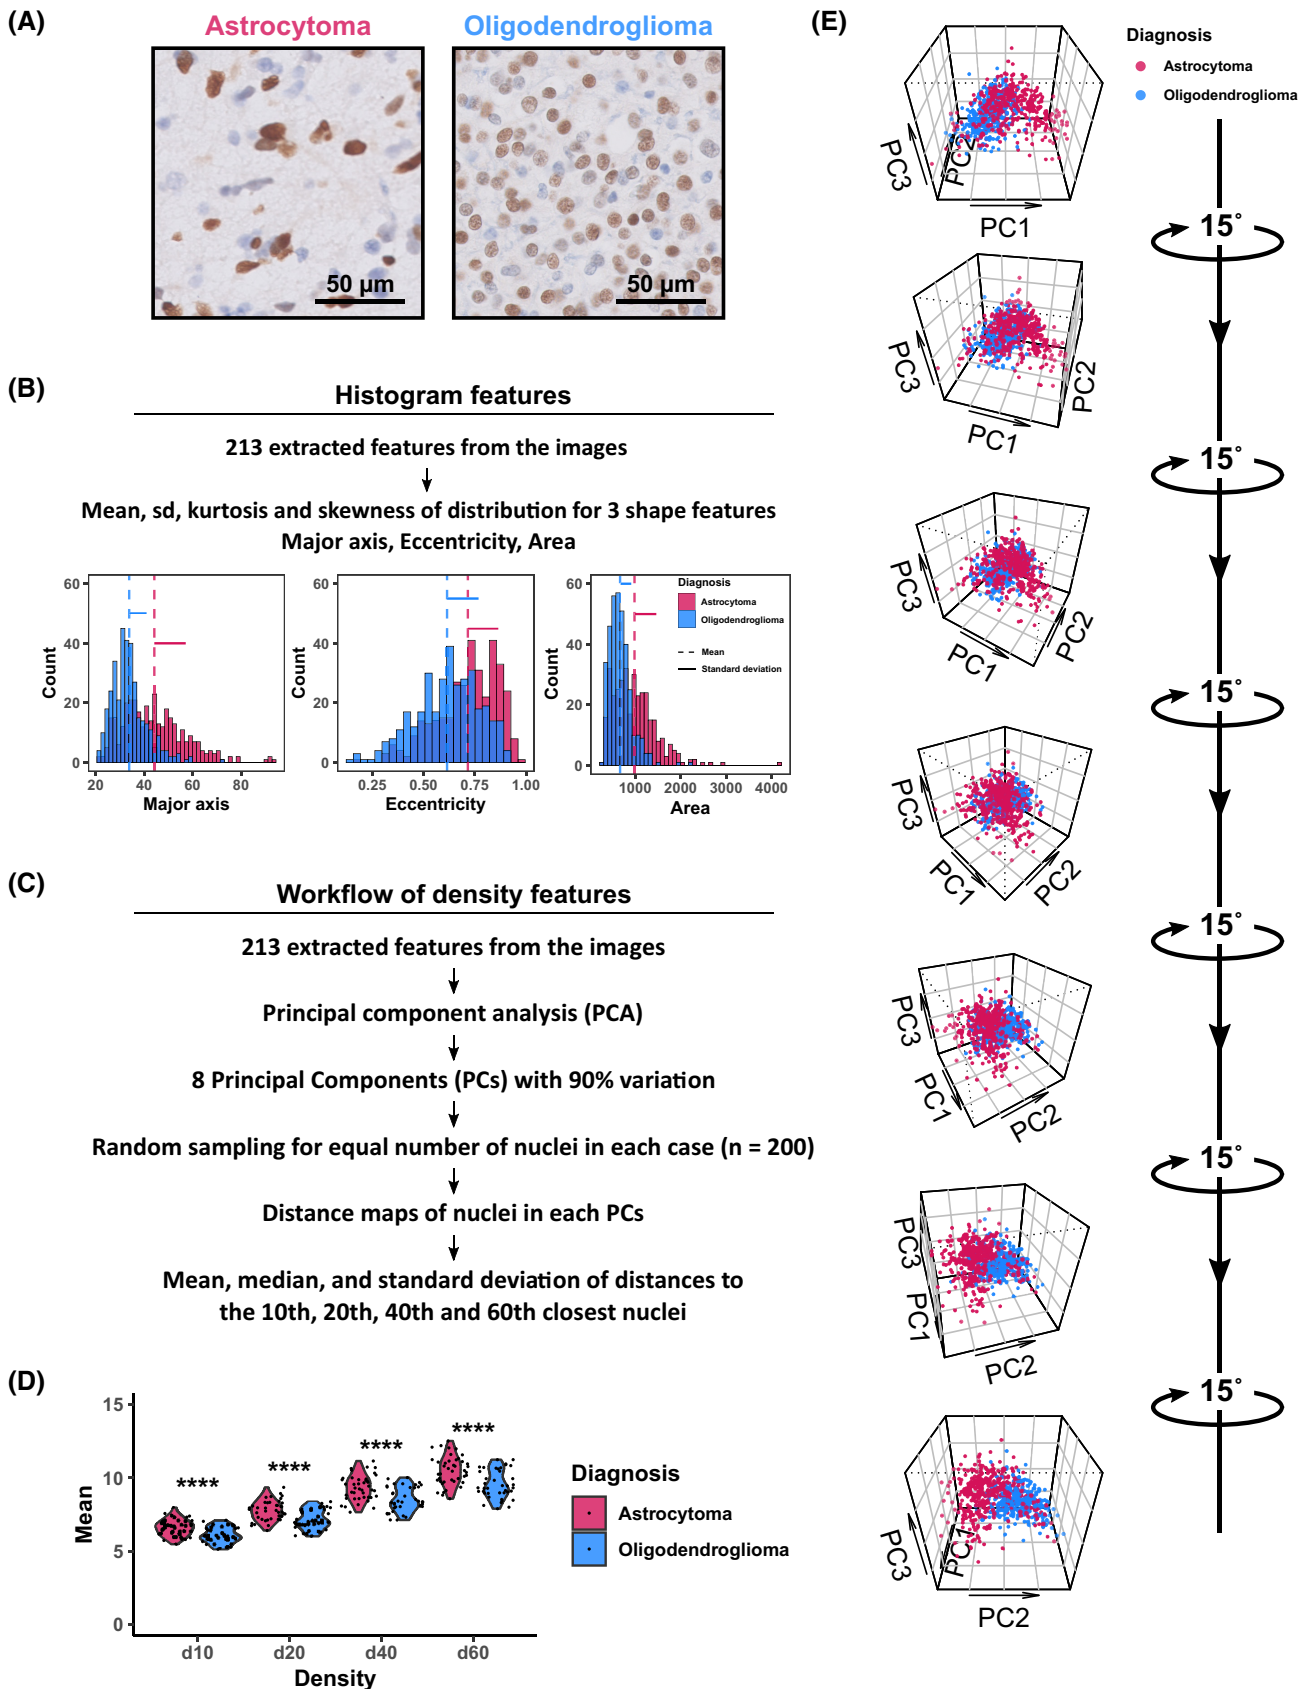 (A)
Astrocytoma
Oligodendroglioma
50 µm
50 µm
(B)
Histogram features
213 extracted features from the images
Mean, sd, kurtosis and skewness of distribution for 3 shape features
Major axis, Eccentricity, Area
60
40
20
0
Count
20
40
60
80
Major axis
60
40
20
0
Count
0.25
0.50
0.75
1.00
Eccentricity
60
40
20
0
Count
1000
2000
3000
4000
Area
Diagnosis
Astrocytoma
Oligodendroglioma
Mean
Standard deviation
(C)
Workflow of density features
213 extracted features from the images
Principal component analysis (PCA)
8 Principal Components (PCs) with 90% variation
Random sampling for equal number of nuclei in each case (n = 200)
Distance maps of nuclei in each PCs
Mean, median, and standard deviation of distances to
the 10th, 20th, 40th and 60th closest nuclei
(D)
15
10
5
0
Mean
****
****
****
****
d10
d20
d40
d60
Density
Diagnosis
Astrocytoma
Oligodendroglioma
(E)
Diagnosis
Astrocytoma
Oligodendroglioma
PC3
PC2
PC1
15°
PC3
PC1
PC2
15°
PC3
PC1
PC2
15°
PC3
PC1
PC2
15°
PC3
PC1
PC2
15°
PC3
PC1
PC2
15°
PC3
PC1
PC2